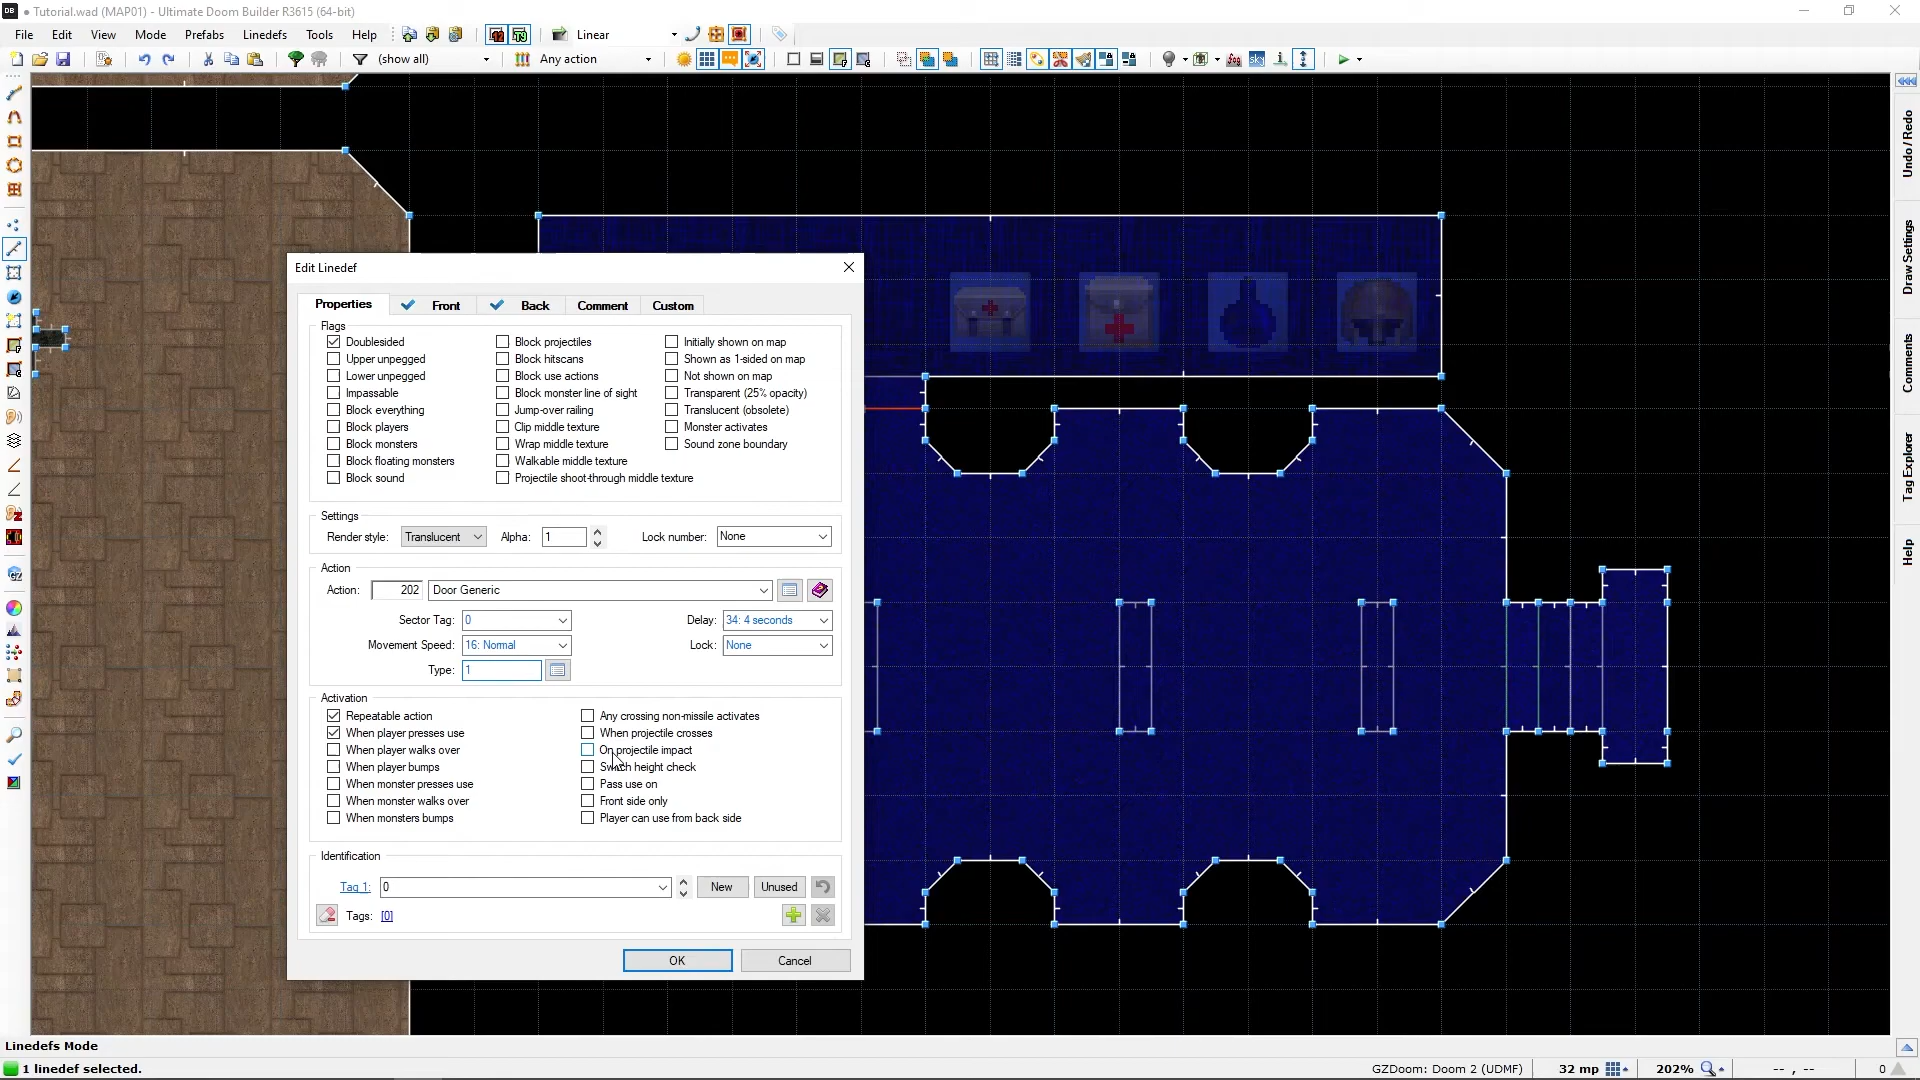 DB • Tutorial.wad (MAP01) - Ultimate Doom Builder R3615 (64-bit)
File Edit View Mode Prefabs Linedefs Tools Help Linear
(show all) Any action
Undo / Redo
Draw Settings
Comments
Tag Explorer
Help
Edit Linedef
Properties Front Back Comment Custom
Flags
Doublesided Block projectiles Initially shown on map
Upper unpegged Block hitscans Shown as 1-sided on map
Lower unpegged Block use actions Not shown on map
Impassable Block monster line of sight Transparent (25% opacity)
Block everything Jump-over railing Translucent (obsolete)
Block players Clip middle texture Monster activates
Block monsters Wrap middle texture Sound zone boundary
Block floating monsters Walkable middle texture
Block sound Projectile shoot-through middle texture
Settings
Render style: Translucent Alpha: 1 Lock number: None
Action
Action: 202 Door Generic
Sector Tag: 0 Delay: 34: 4 seconds
Movement Speed: 16: Normal Lock: None
Type: 1
Activation
Repeatable action Any crossing non-missile activates
When player presses use When projectile crosses
When player walks over On projectile impact
When player bumps Switch height check
When monster presses use Pass use on
When monster walks over Front side only
When monsters bumps Player can use from back side
Identification
Tag 1: 0 New Unused
Tags: [0]
OK Cancel
Linedefs Mode
1 linedef selected. GZDoom: Doom 2 (UDMF) 32 mp 202% -- , -- 0